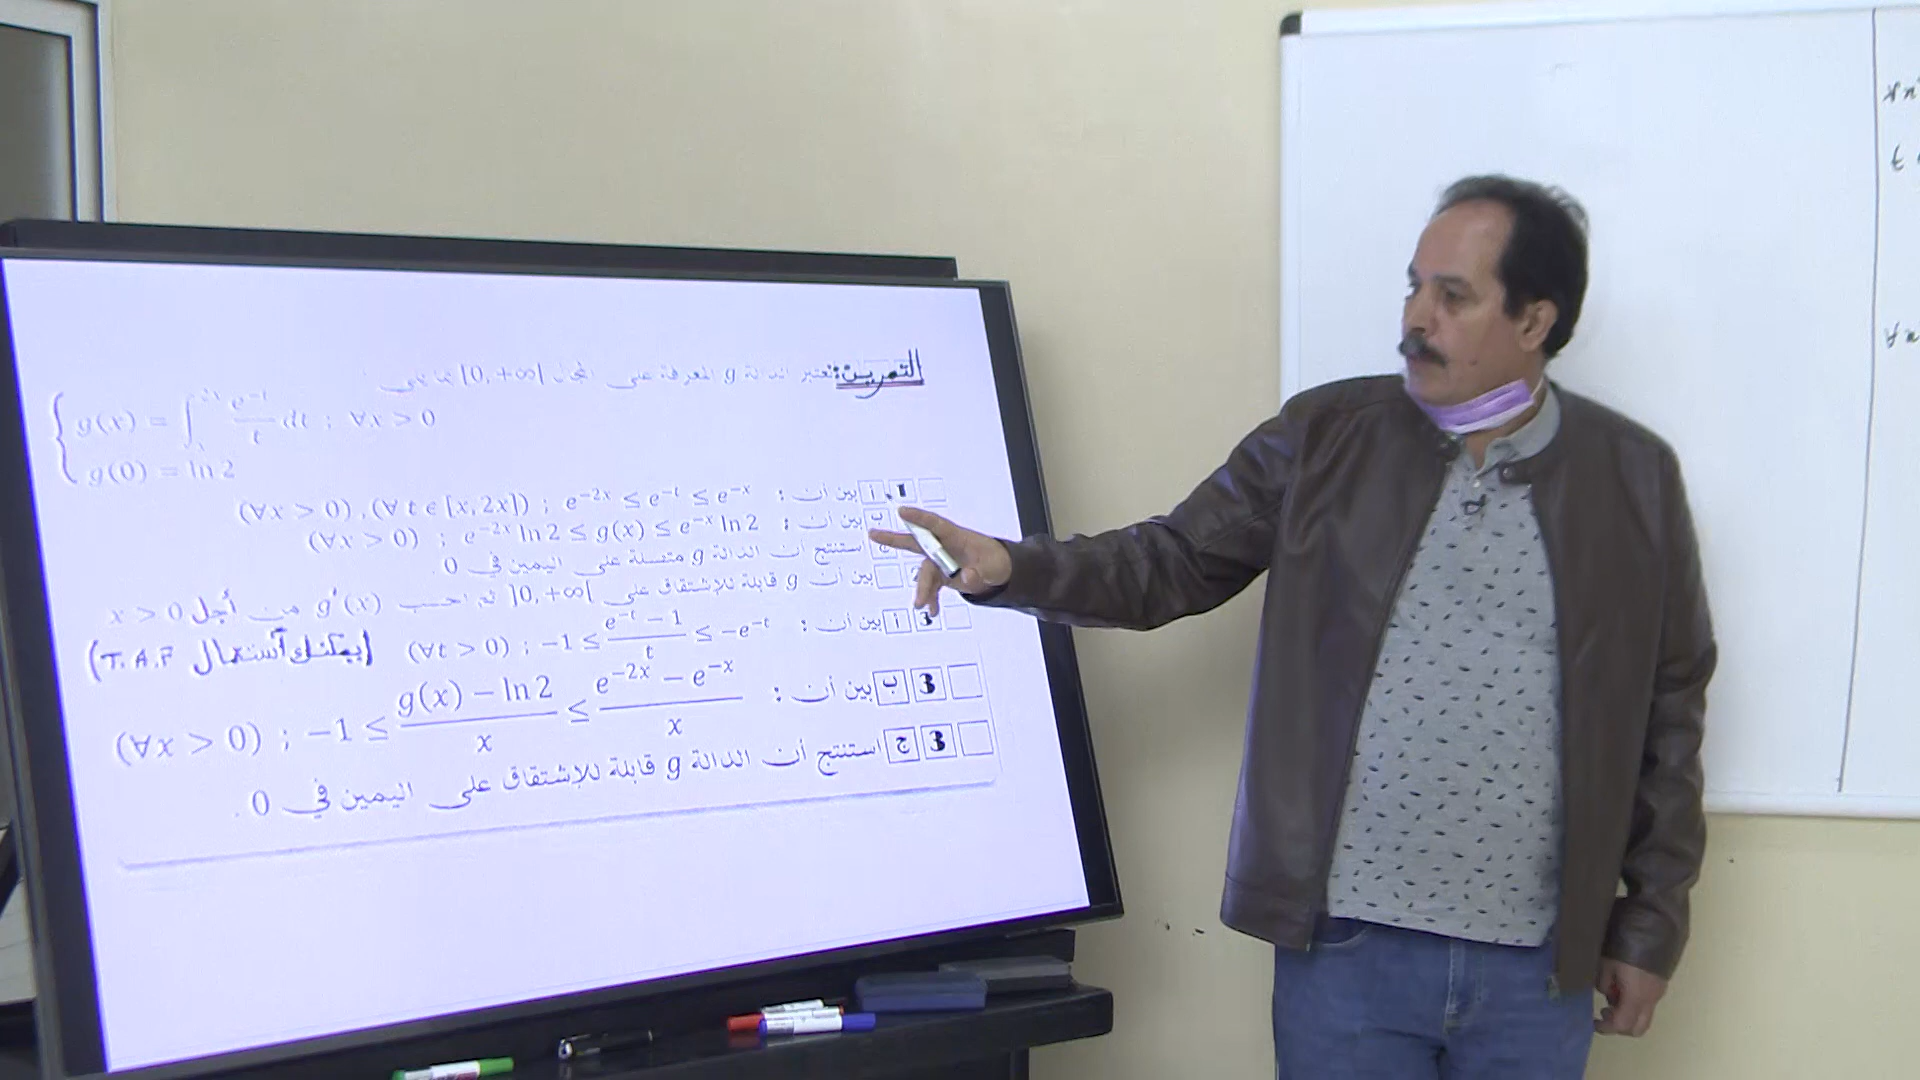 التمرين: نعتبر الدالة g المعرفة على المجال [0, +∞[ بما يلي :
g(x) = ∫ₓ²ˣ e⁻ᵗ/t dt ; ∀x > 0
g(0) = ln 2
1. أ بين أن : (∀x > 0), (∀ t ∈ [x, 2x]) ; e⁻²ˣ ≤ e⁻ᵗ ≤ e⁻ˣ
ب بين أن : (∀x > 0) ; e⁻²ˣ ln 2 ≤ g(x) ≤ e⁻ˣ ln 2
ج استنتج أن الدالة g متصلة على اليمين في 0
2 بين أن g قابلة للإشتقاق على ]0, +∞[ ثم احسب g'(x) من أجل x > 0
3 أ بين أن : (∀t > 0) ; −1 ≤ (e⁻ᵗ − 1)/t ≤ −e⁻ᵗ (يمكنك استعمال T.A.F)
3 ب بين أن : (∀x > 0) ; −1 ≤ (g(x) − ln 2)/x ≤ (e⁻²ˣ − e⁻ˣ)/x
3 ج استنتج أن الدالة g قابلة للإشتقاق على اليمين في 0 .